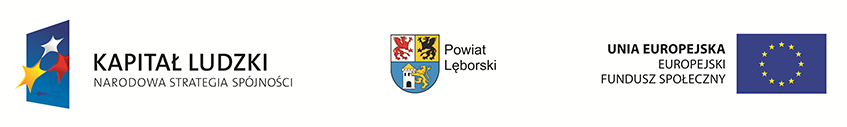 KAPITAŁ LUDZKI
NARODOWA STRATEGIA SPÓJNOŚCI
Powiat
Lęborski
UNIA EUROPEJSKA
EUROPEJSKI
FUNDUSZ SPOŁECZNY